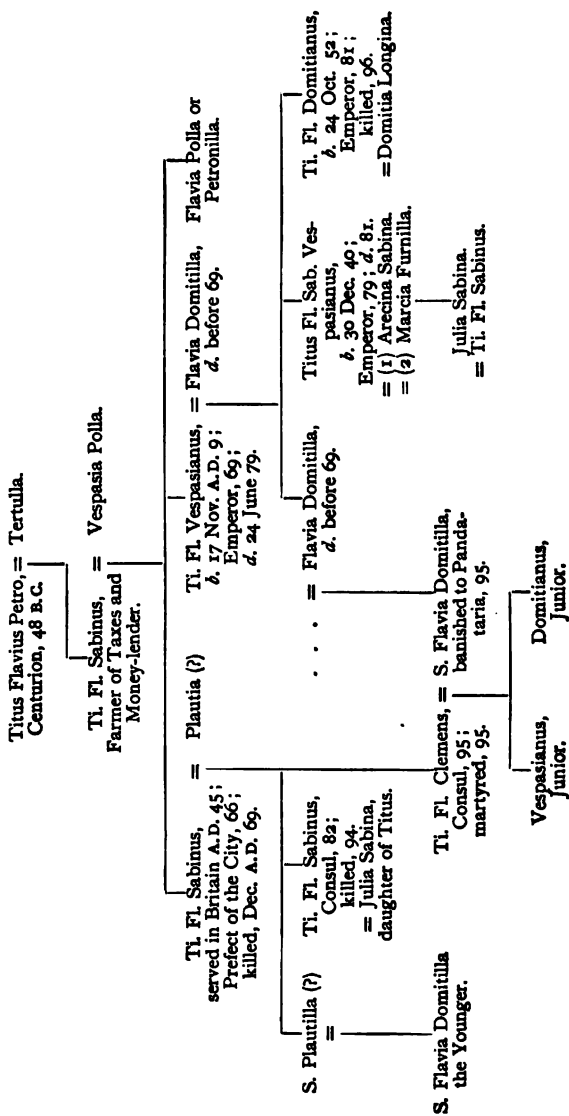 Titus Flavius Petro, = Tertulla.
Centurion, 48 B.C.
Ti. Fl. Sabinus, = Vespasia Polla.
Farmer of Taxes and
Money-lender.
Ti. Fl. Sabinus, = Plautia (?)
served in Britain A.D. 45;
Prefect of the City, 66;
killed, Dec. A.D. 69.
Ti. Fl. Vespasianus, = Flavia Domitilla,
b. 17 Nov. A.D. 9; d. before 69.
Emperor, 69;
d. 24 June 79.
Flavia Polla or
Petronilla.
S. Plautilla (?)
=
Ti. Fl. Sabinus,
Consul, 82;
killed, 94.
= Julia Sabina,
daughter of Titus.
. . . = Flavia Domitilla,
d. before 69.
Titus Fl. Sab. Ves-
pasianus,
b. 30 Dec. 40;
Emperor, 79; d. 81.
= (1) Arecina Sabina.
= (2) Marcia Furnilla.
Ti. Fl. Domitianus,
b. 24 Oct. 52;
Emperor, 81;
killed, 96.
= Domitia Longina.
S. Flavia Domitilla
the Younger.
Ti. Fl. Clemens, = S. Flavia Domitilla,
Consul, 95; banished to Panda-
martyred, 95. taria, 95.
Julia Sabina.
= Ti. Fl. Sabinus.
Vespasianus,
Junior.
Domitianus,
Junior.